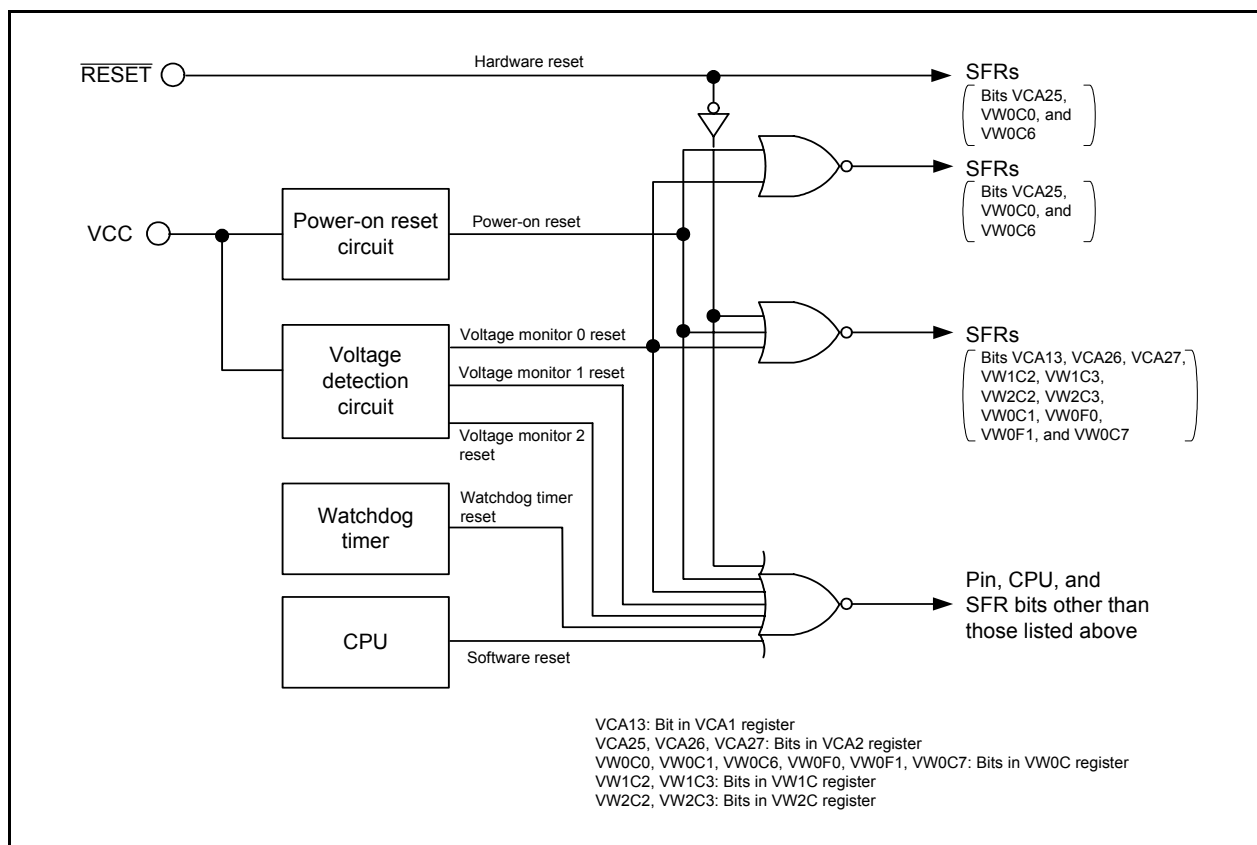 RESET
Hardware reset
SFRs
Bits VCA25,
VW0C0, and
VW0C6
SFRs
Bits VCA25,
VW0C0, and
VW0C6
VCC
Power-on reset
circuit
Power-on reset
Voltage
detection
circuit
Voltage monitor 0 reset
Voltage monitor 1 reset
Voltage monitor 2
reset
SFRs
Bits VCA13, VCA26, VCA27,
VW1C2, VW1C3,
VW2C2, VW2C3,
VW0C1, VW0F0,
VW0F1, and VW0C7
Watchdog
timer
Watchdog timer
reset
CPU
Software reset
Pin, CPU, and
SFR bits other than
those listed above
VCA13: Bit in VCA1 register
VCA25, VCA26, VCA27: Bits in VCA2 register
VW0C0, VW0C1, VW0C6, VW0F0, VW0F1, VW0C7: Bits in VW0C register
VW1C2, VW1C3: Bits in VW1C register
VW2C2, VW2C3: Bits in VW2C register